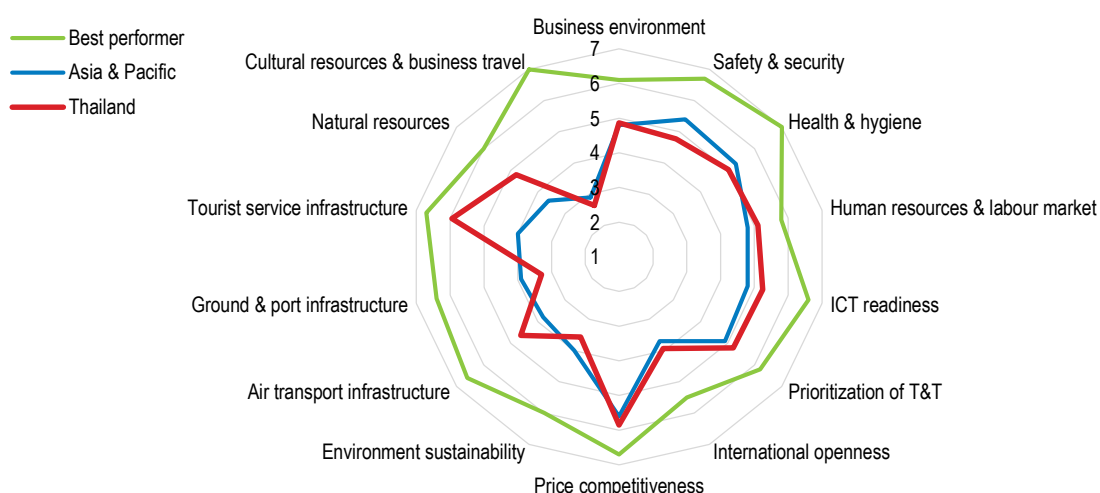 Best performer
Asia & Pacific
Thailand
Business environment
Safety & security
Health & hygiene
Human resources & labour market
ICT readiness
Prioritization of T&T
International openness
Price competitiveness
Environment sustainability
Air transport infrastructure
Ground & port infrastructure
Tourist service infrastructure
Natural resources
Cultural resources & business travel
7
6
5
4
3
2
1